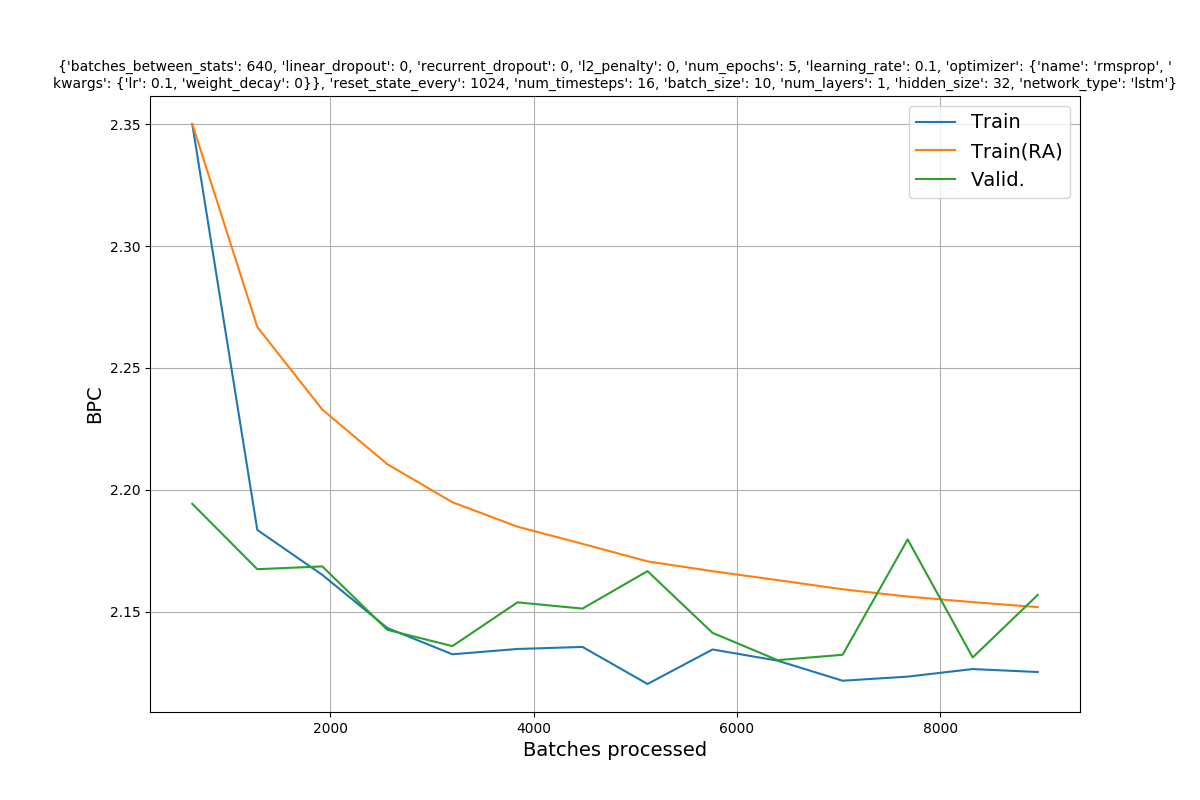 {'batches_between_stats': 640, 'linear_dropout': 0, 'recurrent_dropout': 0, 'l2_penalty': 0, 'num_epochs': 5, 'learning_rate': 0.1, 'optimizer': {'name': 'rmsprop', '
kwargs': {'lr': 0.1, 'weight_decay': 0}}, 'reset_state_every': 1024, 'num_timesteps': 16, 'batch_size': 10, 'num_layers': 1, 'hidden_size': 32, 'network_type': 'lstm'}
Train
Train(RA)
Valid.
2.35
2.30
2.25
2.20
2.15
BPC
2000 4000 6000 8000
Batches processed